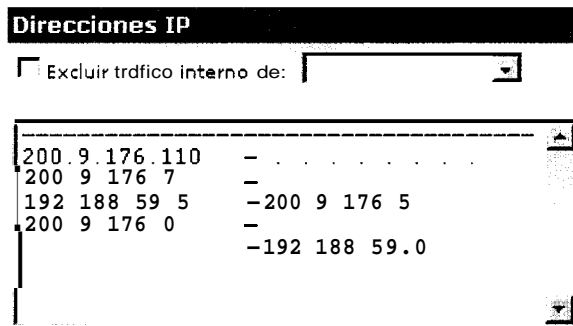 Direcciones IP
Excluir trdfico interno de:
--------------------------------------------
200.9.176.110 – . . . . . . . . .
200 9 176 7 –
192 188 59 5 –200 9 176 5
200 9 176 0 –
–192 188 59.0